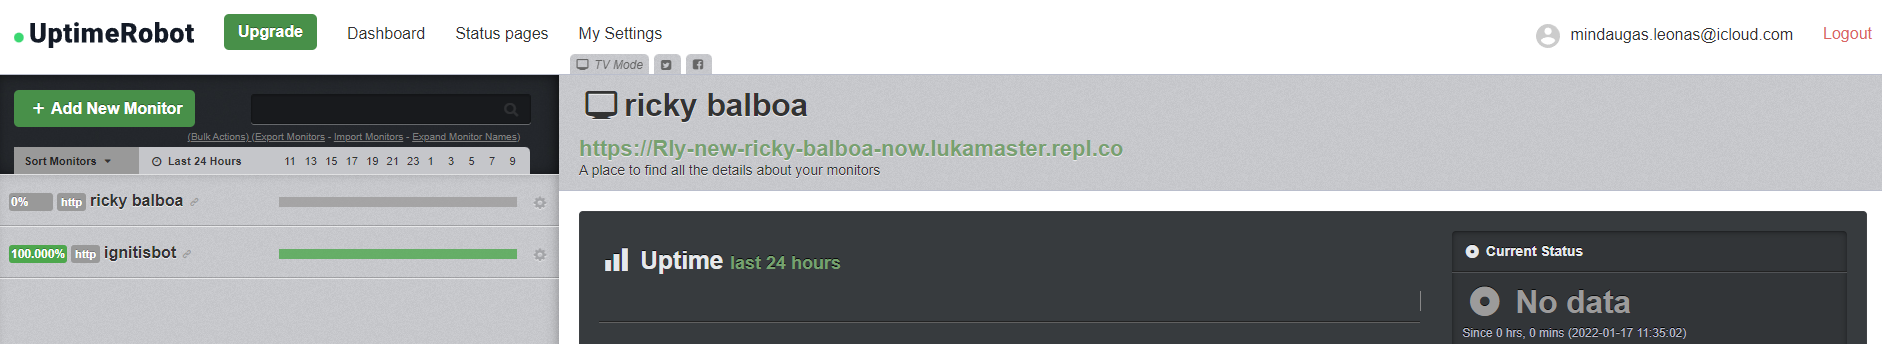 UptimeRobot Upgrade Dashboard Status pages My Settings mindaugas.leonas@icloud.com Logout
TV Mode
+ Add New Monitor
(Bulk Actions) (Export Monitors - Import Monitors - Expand Monitor Names)
Sort Monitors Last 24 Hours 11 13 15 17 19 21 23 1 3 5 7 9
0% http ricky balboa
100.000% http ignitisbot
ricky balboa
https://Rly-new-ricky-balboa-now.lukamaster.repl.co
A place to find all the details about your monitors
Uptime last 24 hours
Current Status
No data
Since 0 hrs, 0 mins (2022-01-17 11:35:02)